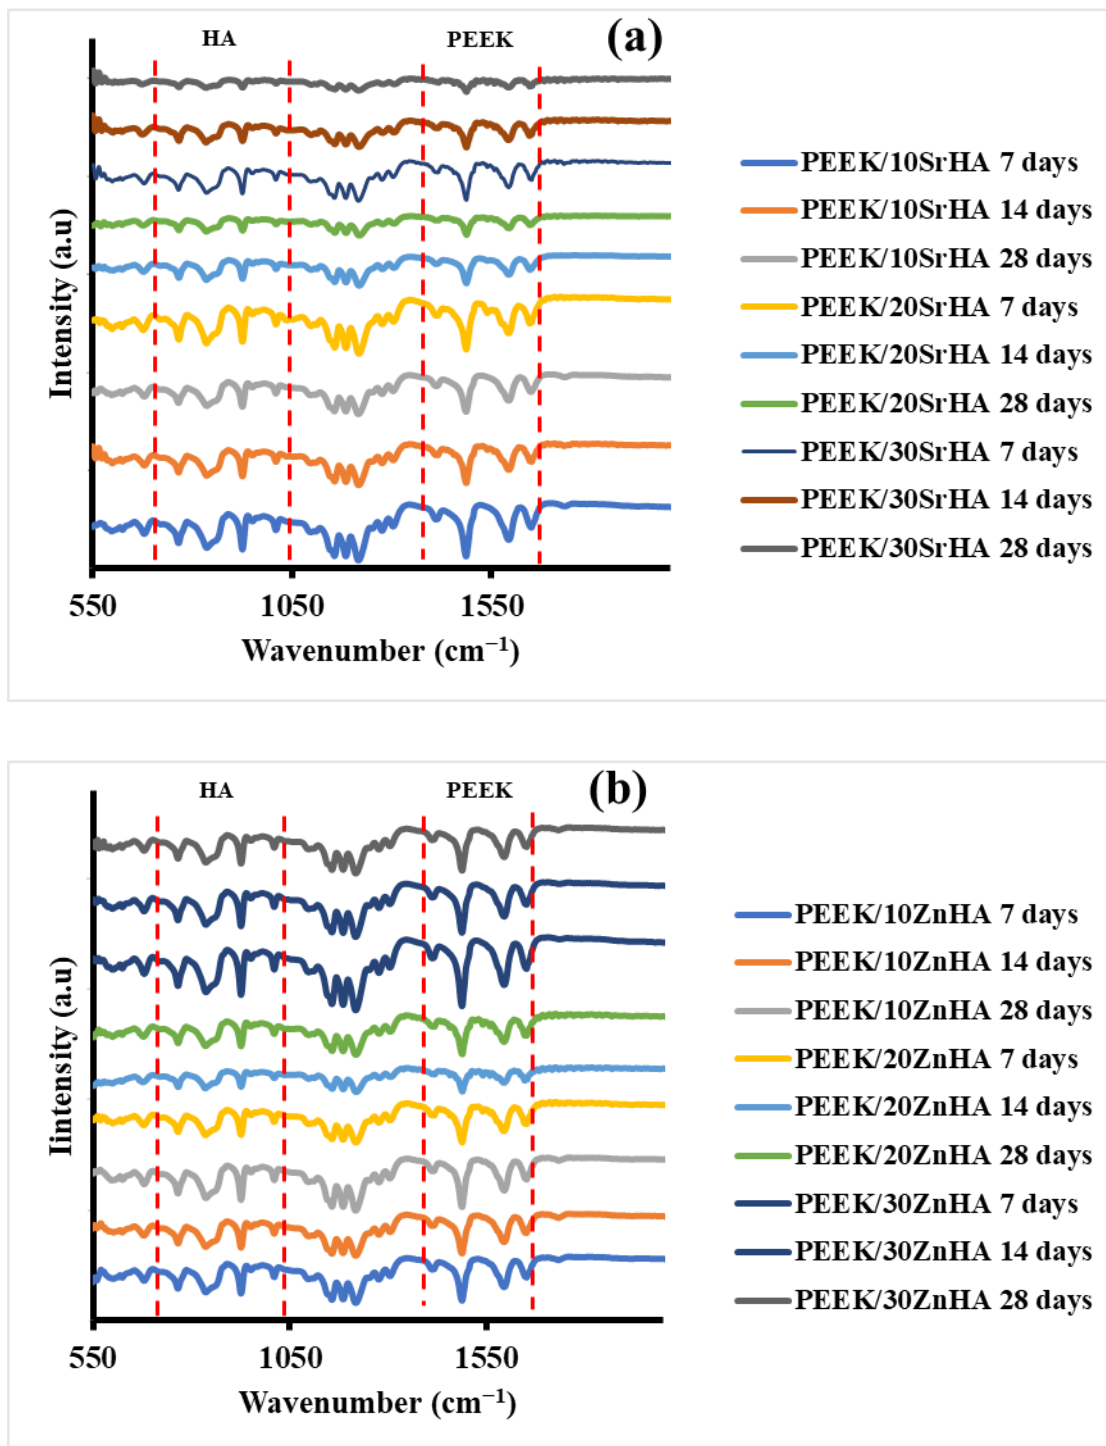 HA
PEEK
(a)
Intensity (a.u)
PEEK/10SrHA 7 days
PEEK/10SrHA 14 days
PEEK/10SrHA 28 days
PEEK/20SrHA 7 days
PEEK/20SrHA 14 days
PEEK/20SrHA 28 days
PEEK/30SrHA 7 days
PEEK/30SrHA 14 days
PEEK/30SrHA 28 days
550
1050
1550
Wavenumber (cm⁻¹)
HA
PEEK
(b)
Iintensity (a.u)
PEEK/10ZnHA 7 days
PEEK/10ZnHA 14 days
PEEK/10ZnHA 28 days
PEEK/20ZnHA 7 days
PEEK/20ZnHA 14 days
PEEK/20ZnHA 28 days
PEEK/30ZnHA 7 days
PEEK/30ZnHA 14 days
PEEK/30ZnHA 28 days
550
1050
1550
Wavenumber (cm⁻¹)